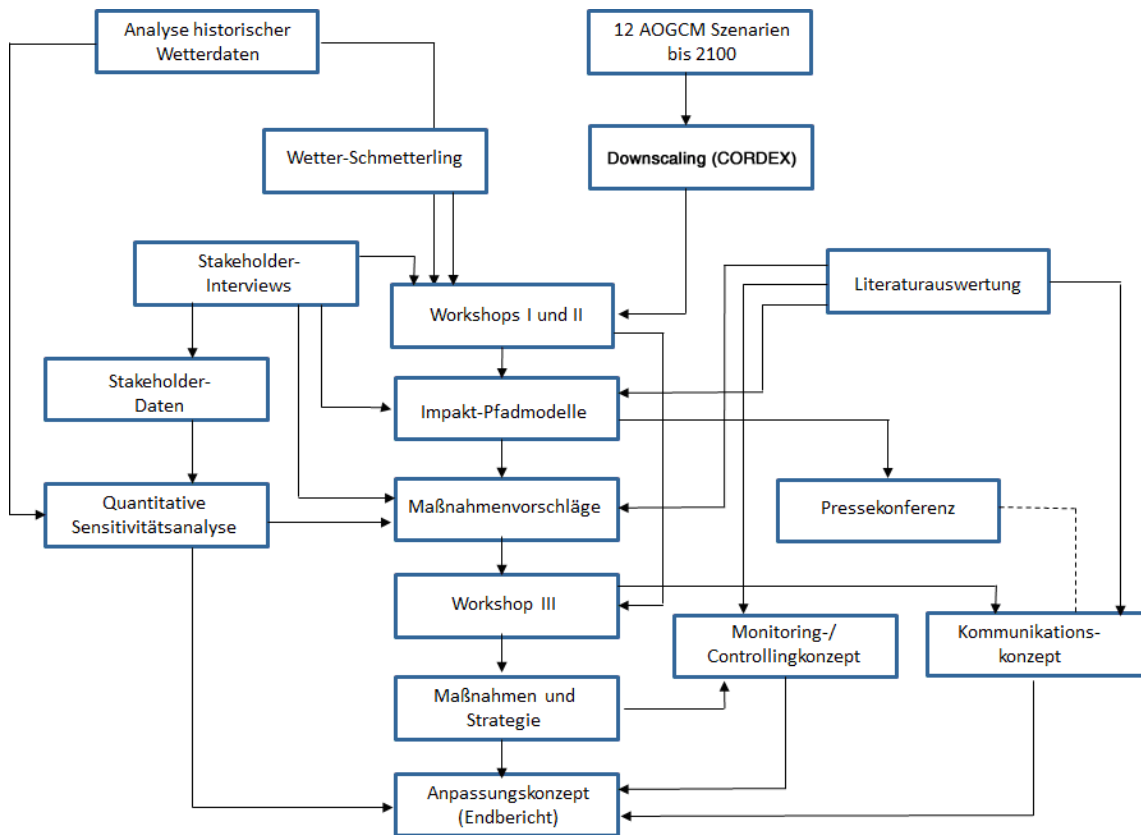 Analyse historischer
Wetterdaten
12 AOGCM Szenarien
bis 2100
Wetter-Schmetterling
Downscaling (CORDEX)
Stakeholder-
Interviews
Literaturauswertung
Workshops I und II
Stakeholder-
Daten
Impakt-Pfadmodelle
Quantitative
Sensitivitätsanalyse
Maßnahmenvorschläge
Pressekonferenz
Workshop III
Monitoring-/
Controllingkonzept
Kommunikations-
konzept
Maßnahmen und
Strategie
Anpassungskonzept
(Endbericht)